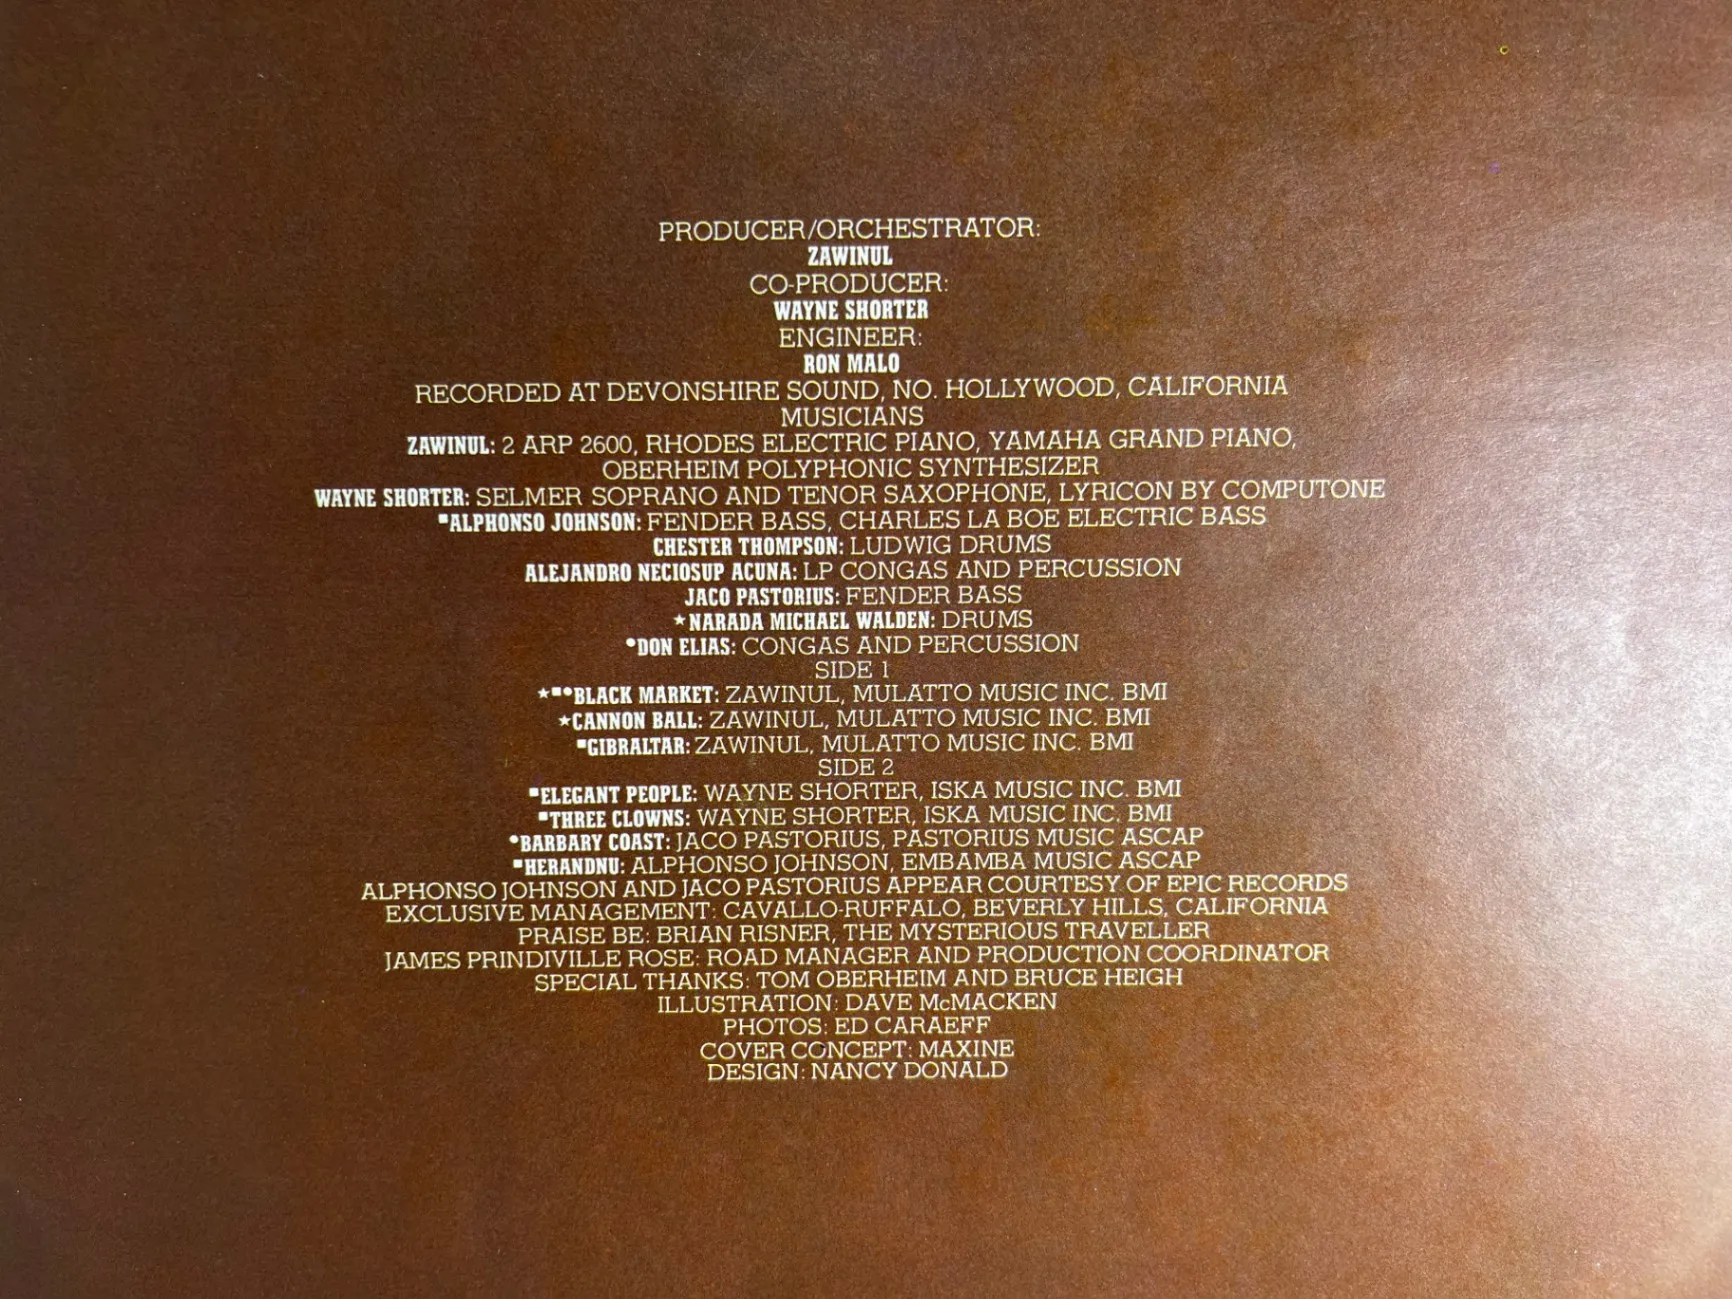 PRODUCER/ORCHESTRATOR:
ZAWINUL
CO-PRODUCER:
WAYNE SHORTER
ENGINEER:
RON MALO
RECORDED AT DEVONSHIRE SOUND, NO. HOLLYWOOD, CALIFORNIA
MUSICIANS
ZAWINUL: 2 ARP 2600, RHODES ELECTRIC PIANO, YAMAHA GRAND PIANO,
OBERHEIM POLYPHONIC SYNTHESIZER
WAYNE SHORTER: SELMER SOPRANO AND TENOR SAXOPHONE, LYRICON BY COMPUTONE
▪ALPHONSO JOHNSON: FENDER BASS, CHARLES LA BOE ELECTRIC BASS
CHESTER THOMPSON: LUDWIG DRUMS
ALEJANDRO NECIOSUP ACUNA: LP CONGAS AND PERCUSSION
JACO PASTORIUS: FENDER BASS
★NARADA MICHAEL WALDEN: DRUMS
•DON ELIAS: CONGAS AND PERCUSSION
SIDE 1
★▪•BLACK MARKET: ZAWINUL, MULATTO MUSIC INC. BMI
★CANNON BALL: ZAWINUL, MULATTO MUSIC INC. BMI
▪GIBRALTAR: ZAWINUL, MULATTO MUSIC INC. BMI
SIDE 2
▪ELEGANT PEOPLE: WAYNE SHORTER, ISKA MUSIC INC. BMI
▪THREE CLOWNS: WAYNE SHORTER, ISKA MUSIC INC. BMI
•BARBARY COAST: JACO PASTORIUS, PASTORIUS MUSIC ASCAP
▪HERANDNU: ALPHONSO JOHNSON, EMBAMBA MUSIC ASCAP
ALPHONSO JOHNSON AND JACO PASTORIUS APPEAR COURTESY OF EPIC RECORDS
EXCLUSIVE MANAGEMENT: CAVALLO-RUFFALO, BEVERLY HILLS, CALIFORNIA
PRAISE BE: BRIAN RISNER, THE MYSTERIOUS TRAVELLER
JAMES PRINDIVILLE ROSE: ROAD MANAGER AND PRODUCTION COORDINATOR
SPECIAL THANKS: TOM OBERHEIM AND BRUCE HEIGH
ILLUSTRATION: DAVE McMACKEN
PHOTOS: ED CARAEFF
COVER CONCEPT: MAXINE
DESIGN: NANCY DONALD